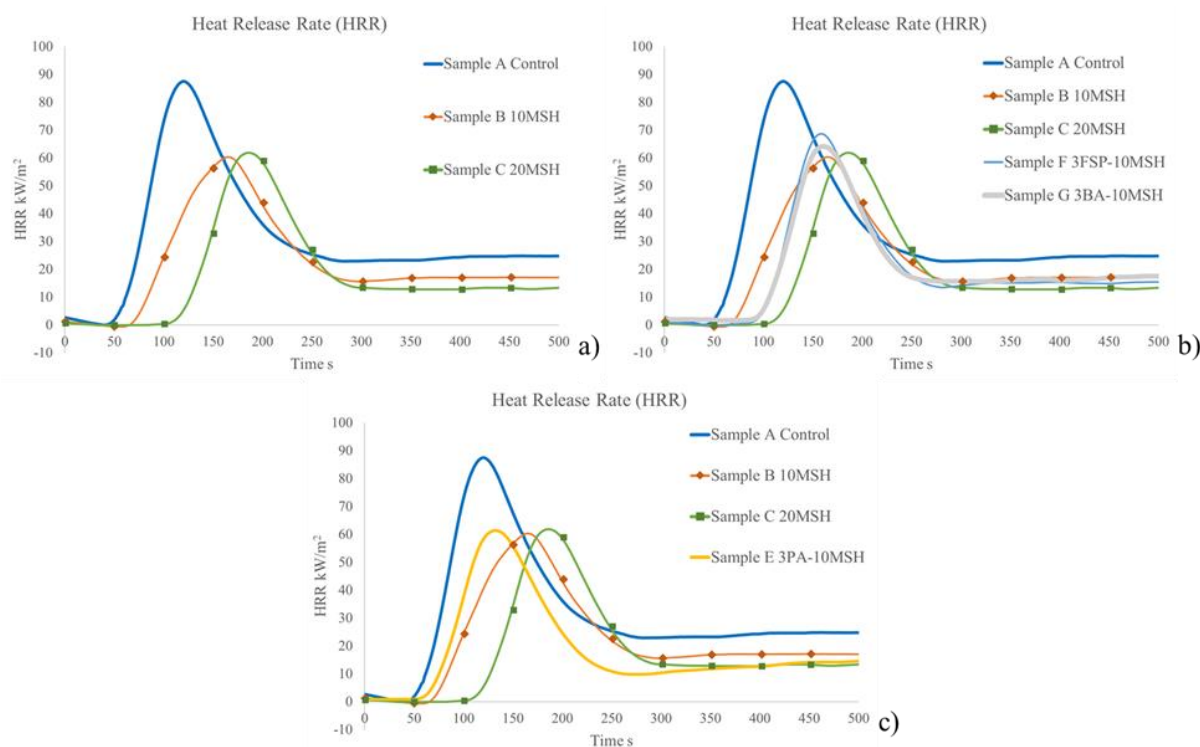 Heat Release Rate (HRR)
100
90
80
70
60
50
40
30
20
10
0
-10
HRR kW/m²
0 50 100 150 200 250 300 350 400 450 500
Time s
Sample A Control
Sample B 10MSH
Sample C 20MSH
a)
Heat Release Rate (HRR)
100
90
80
70
60
50
40
30
20
10
0
-10
HRR kW/m²
0 50 100 150 200 250 300 350 400 450 500
Time s
Sample A Control
Sample B 10MSH
Sample C 20MSH
Sample F 3FSP-10MSH
Sample G 3BA-10MSH
b)
Heat Release Rate (HRR)
100
90
80
70
60
50
40
30
20
10
0
-10
HRR kW/m²
0 50 100 150 200 250 300 350 400 450 500
Time s
Sample A Control
Sample B 10MSH
Sample C 20MSH
Sample E 3PA-10MSH
c)